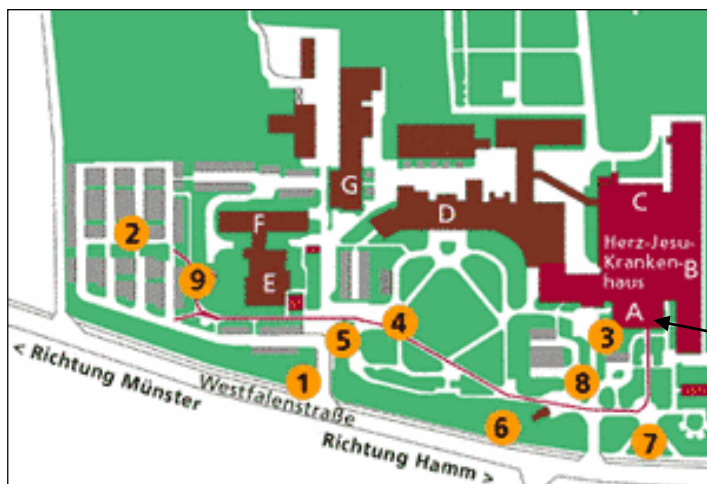 G
C
F
D
2
Herz-Jesu-
Kranken-
haus
B
9
E
A
4
5
3
< Richtung Münster
1
8
Westfalenstraße
6
7
Richtung Hamm >